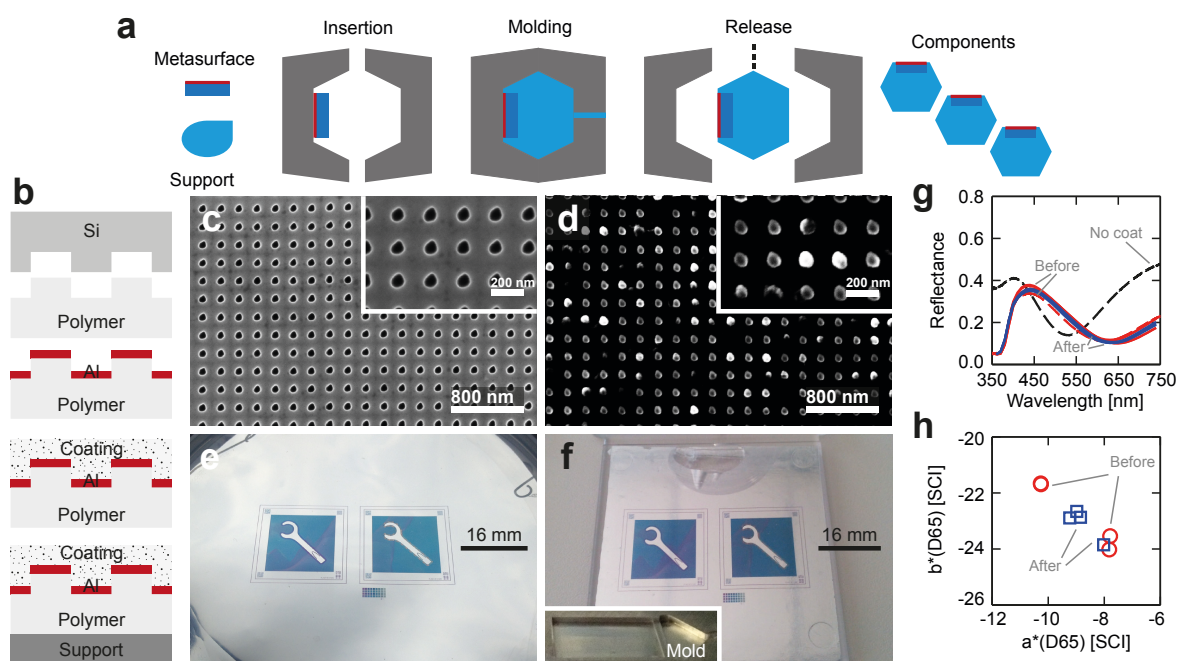 a
Insertion
Molding
Release
Components
Metasurface
Support
b
Si
Polymer
Al
Polymer
Coating
Al
Polymer
Coating
Al
Polymer
Support
c
200 nm
800 nm
d
200 nm
800 nm
e
16 mm
f
16 mm
Mold
g
Reflectance
0.8
0.6
0.4
0.2
0.0
No coat
Before
After
350 450 550 650 750
Wavelength [nm]
h
b*(D65) [SCI]
-20
-22
-24
-26
Before
After
-12 -10 -8 -6
a*(D65) [SCI]